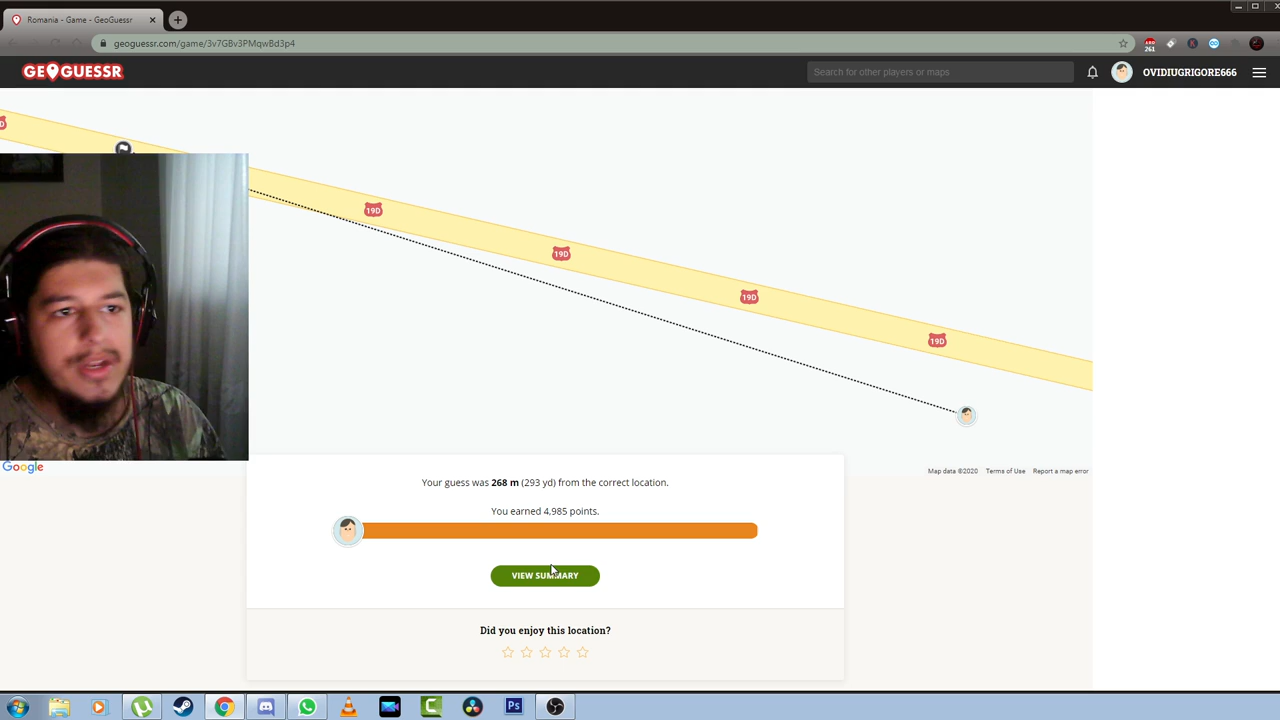 Romania - Game - GeoGuessr
geoguessr.com/game/3v7GBv3PMqwBd3p4
261
GEOGUESSR
Search for other players or maps
OVIDIUGRIGORE666
19D
19D
19D
19D
Google
Map data ©2020 Terms of Use Report a map error
Your guess was 268 m (293 yd) from the correct location.
You earned 4,985 points.
VIEW SUMMARY
Did you enjoy this location?
Ps